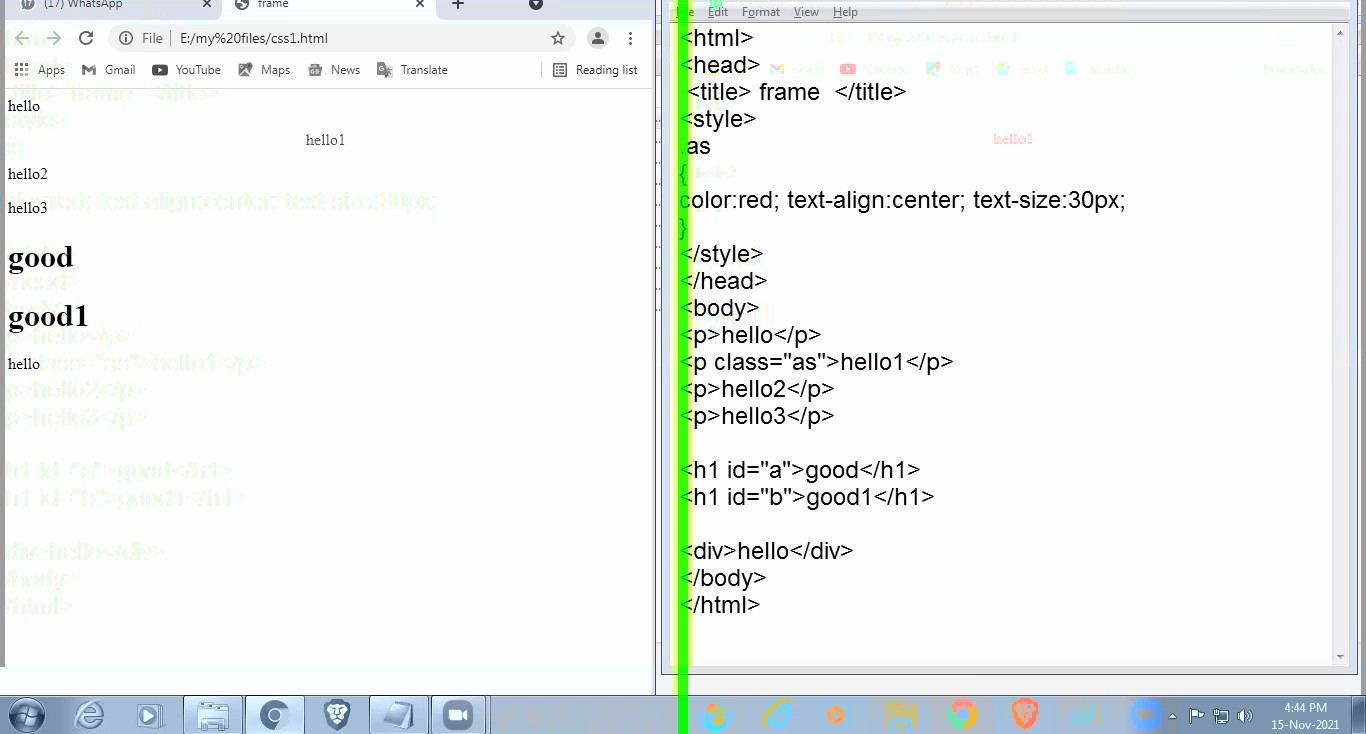 (17) WhatsApp
frame
File E:/my%20files/css1.html
Apps Gmail YouTube Maps News Translate Reading list
hello
hello1
hello2
hello3
good
good1
hello
Edit Format View Help
<html>
<head>
<title> frame </title>
<style>
.as
{
color:red; text-align:center; text-size:30px;
}
</style>
</head>
<body>
<p>hello</p>
<p class="as">hello1</p>
<p>hello2</p>
<p>hello3</p>
<h1 id="a">good</h1>
<h1 id="b">good1</h1>
<div>hello</div>
</body>
</html>
hello1
4:44 PM
15-Nov-2021